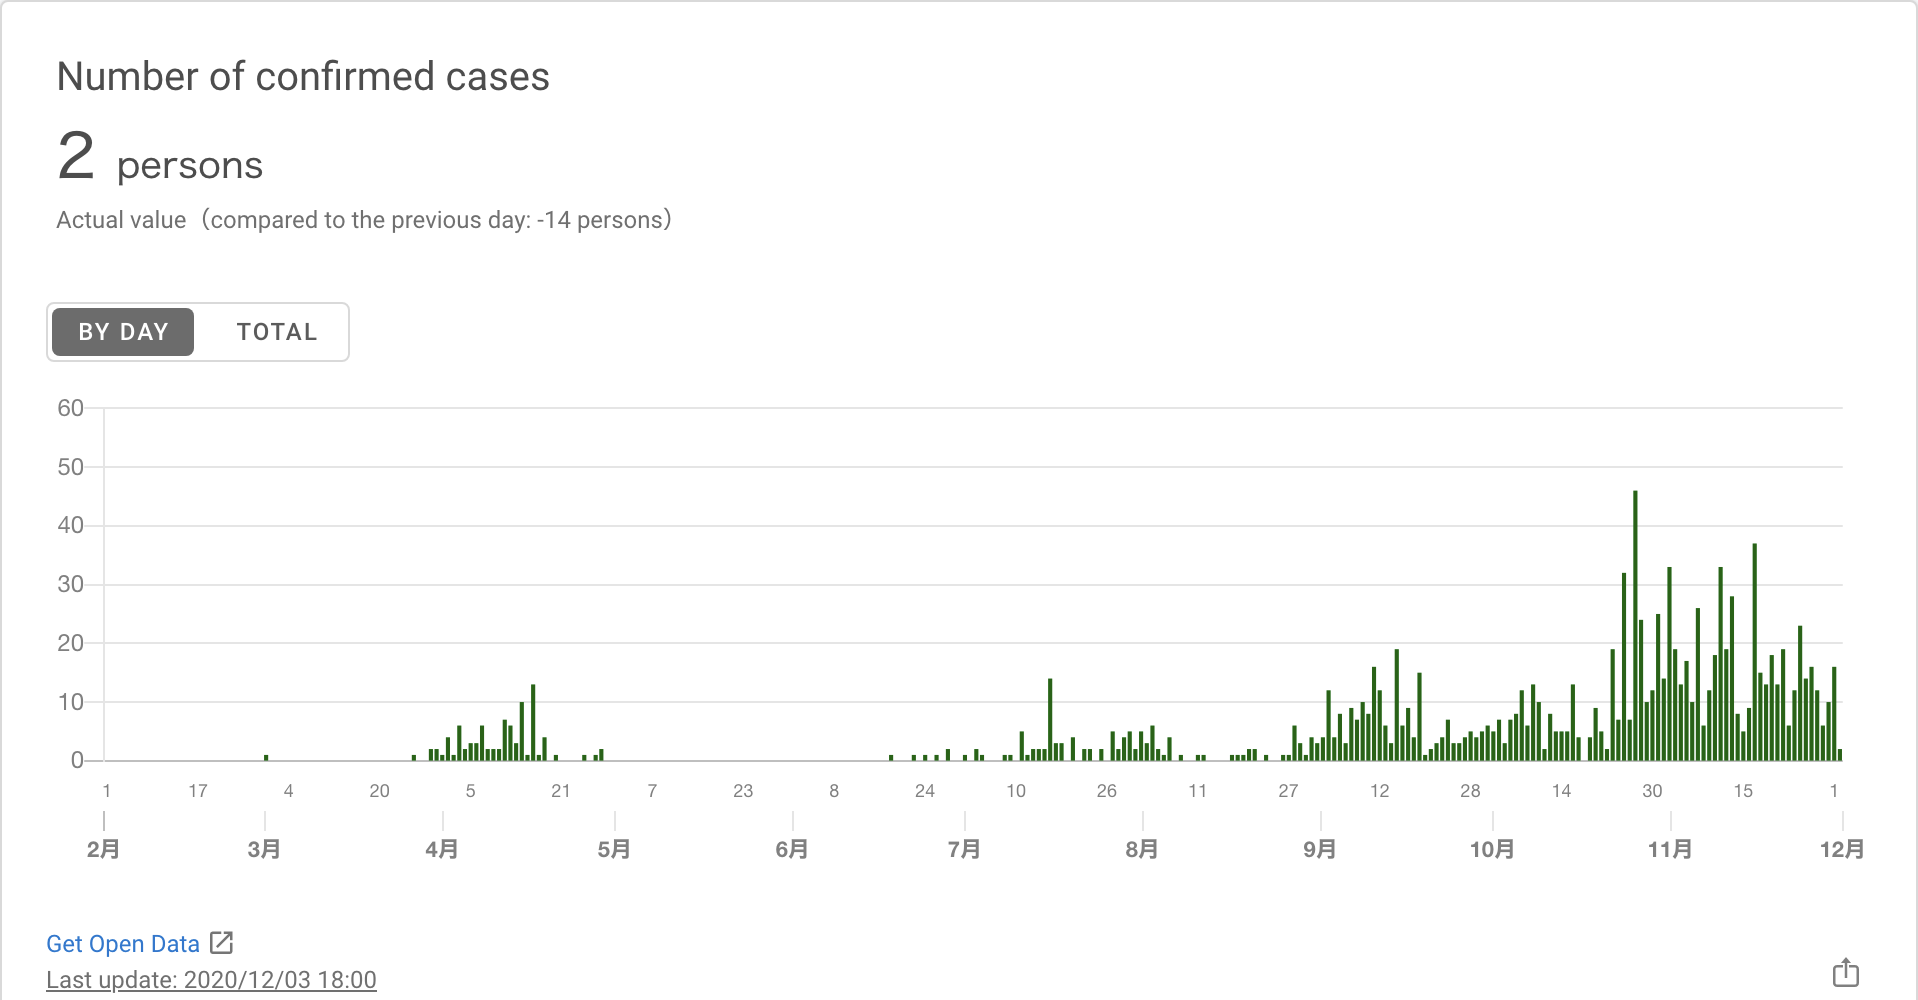 Number of confirmed cases
2 persons
Actual value（compared to the previous day: -14 persons）
BY DAY TOTAL
60
50
40
30
20
10
0
1 17 4 20 5 21 7 23 8 24 10 26 11 27 12 28 14 30 15 1
2月 3月 4月 5月 6月 7月 8月 9月 10月 11月 12月
Get Open Data
Last update: 2020/12/03 18:00